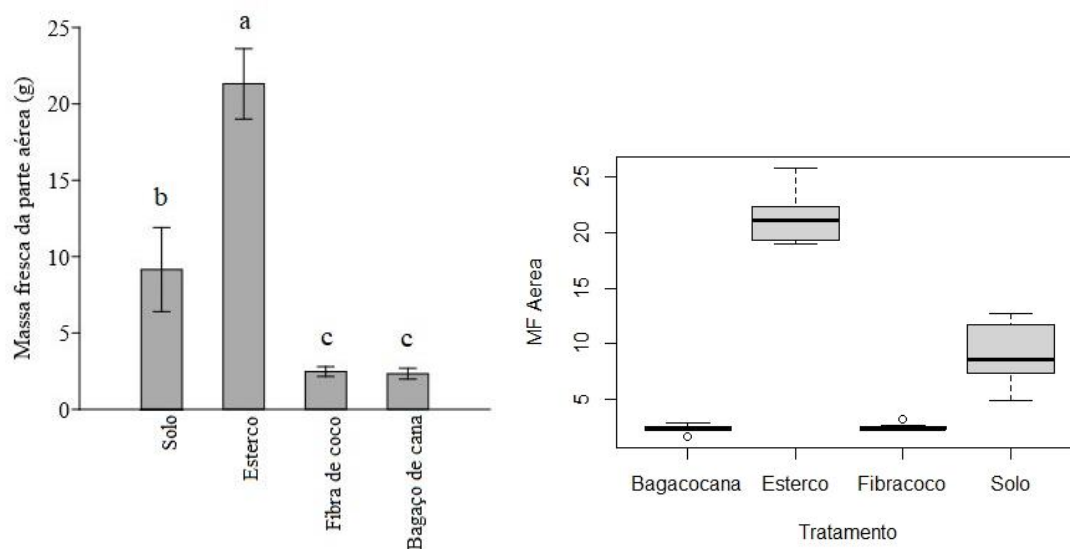 Massa fresca da parte aérea (g)
25
20
15
10
5
0
b
a
c
c
Solo
Esterco
Fibra de coco
Bagaço de cana
MF Aerea
25
20
15
10
5
Bagacocana
Esterco
Fibracoco
Solo
Tratamento